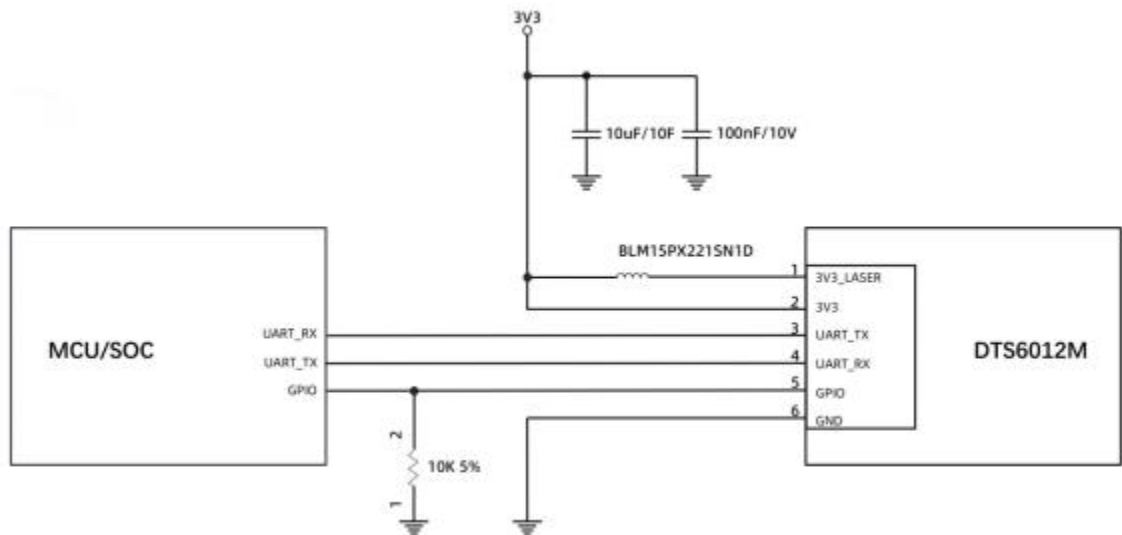 3V3
10uF/10F
100nF/10V
BLM15PX221SN1D
1
3V3_LASER
2
3V3
UART_RX
3
UART_TX
MCU/SOC
DTS6012M
UART_TX
4
UART_RX
GPIO
5
GPIO
6
GND
2
10K 5%
1